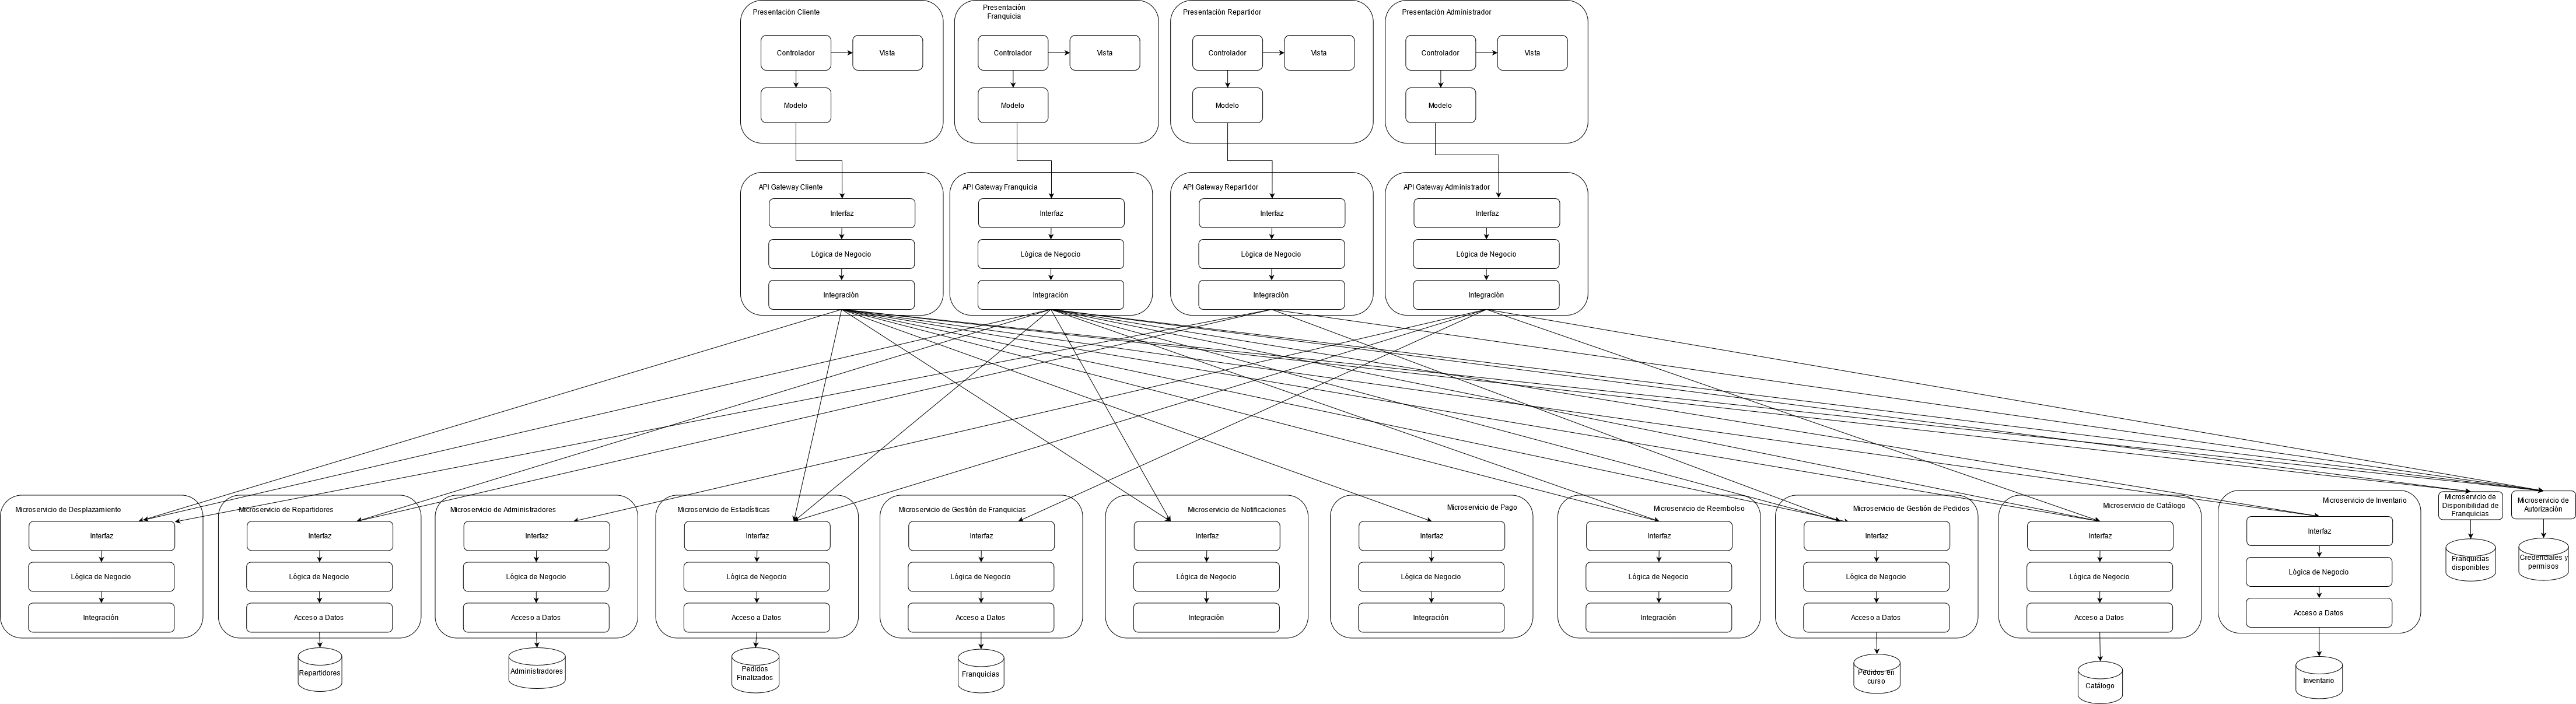 Presentación Cliente
Presentación
Franquicia
Presentación Repartidor
Presentación Administrador
Controlador
Vista
Controlador
Vista
Controlador
Vista
Controlador
Vista
Modelo
Modelo
Modelo
Modelo
API Gateway Cliente
API Gateway Franquicia
API Gateway Repartidor
API Gateway Administrador
Interfaz
Interfaz
Interfaz
Interfaz
Lógica de Negocio
Lógica de Negocio
Lógica de Negocio
Lógica de Negocio
Integración
Integración
Integración
Integración
Microservicio de Desplazamiento
Interfaz
Lógica de Negocio
Integración
Microservicio de Repartidores
Interfaz
Lógica de Negocio
Acceso a Datos
Repartidores
Microservicio de Administradores
Interfaz
Lógica de Negocio
Acceso a Datos
Administradores
Microservicio de Estadísticas
Interfaz
Lógica de Negocio
Acceso a Datos
Pedidos
Finalizados
Microservicio de Gestión de Franquicias
Interfaz
Lógica de Negocio
Acceso a Datos
Franquicias
Microservicio de Notificaciones
Interfaz
Lógica de Negocio
Integración
Microservicio de Pago
Interfaz
Lógica de Negocio
Integración
Microservicio de Reembolso
Interfaz
Lógica de Negocio
Integración
Microservicio de Gestión de Pedidos
Interfaz
Lógica de Negocio
Acceso a Datos
Pedidos en
curso
Microservicio de Catálogo
Interfaz
Lógica de Negocio
Acceso a Datos
Catálogo
Microservicio de Inventario
Interfaz
Lógica de Negocio
Acceso a Datos
Inventario
Microservicio de
Disponibilidad de
Franquicias
Franquicias
disponibles
Microservicio de
Autorización
Credenciales y
permisos